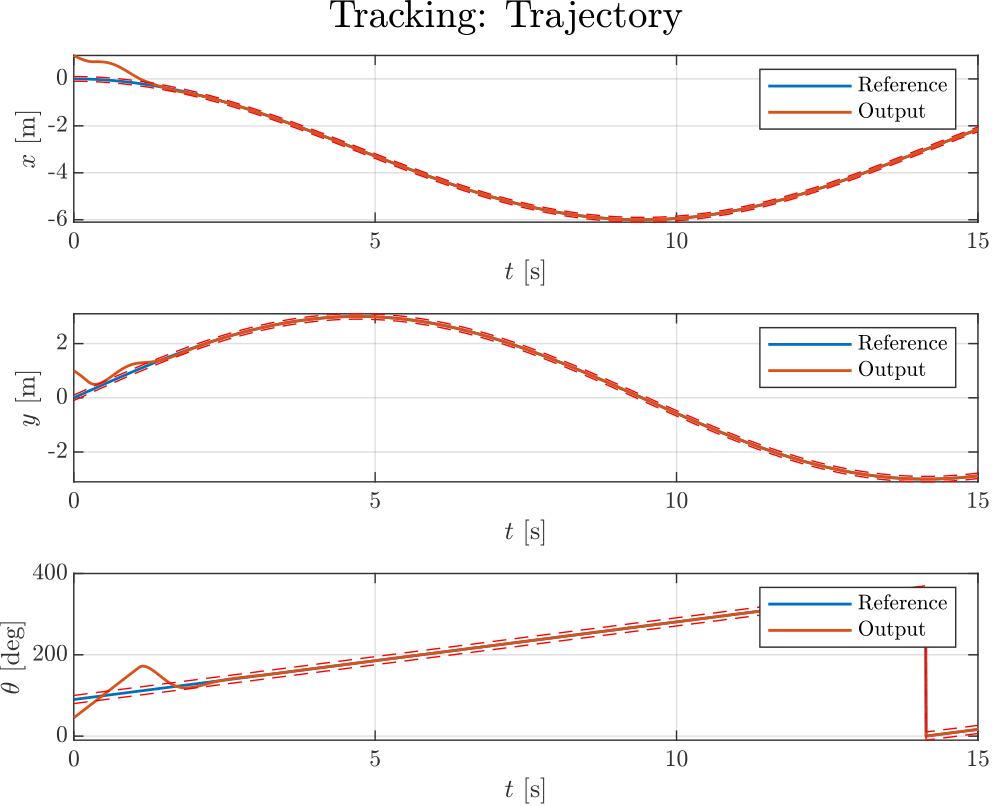 Tracking: Trajectory
0
-2
-4
-6
x [m]
Reference
Output
0 5 10 15
t [s]
2
0
-2
y [m]
Reference
Output
0 5 10 15
t [s]
400
200
0
θ [deg]
Reference
Output
0 5 10 15
t [s]